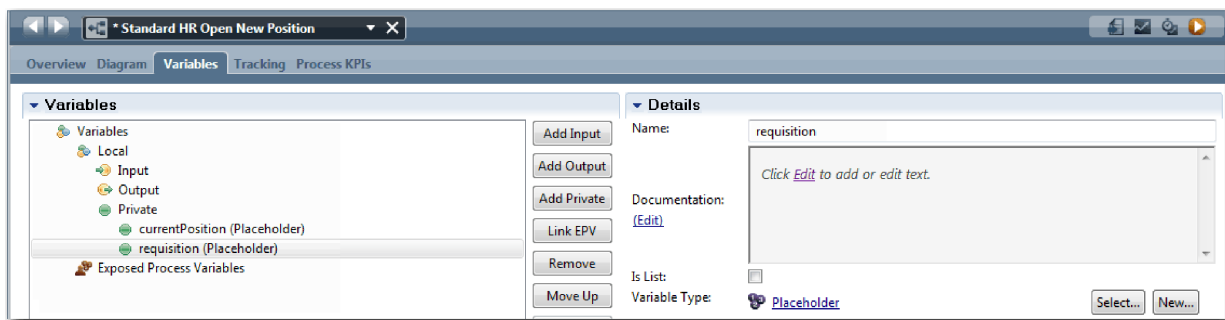 * Standard HR Open New Position
Overview Diagram Variables Tracking Process KPIs
Variables
Variables
Local
Input
Output
Private
currentPosition (Placeholder)
requisition (Placeholder)
Exposed Process Variables
Add Input
Add Output
Add Private
Link EPV
Remove
Move Up
Details
Name: requisition
Click Edit to add or edit text.
Documentation:
(Edit)
Is List:
Variable Type: Placeholder Select... New...